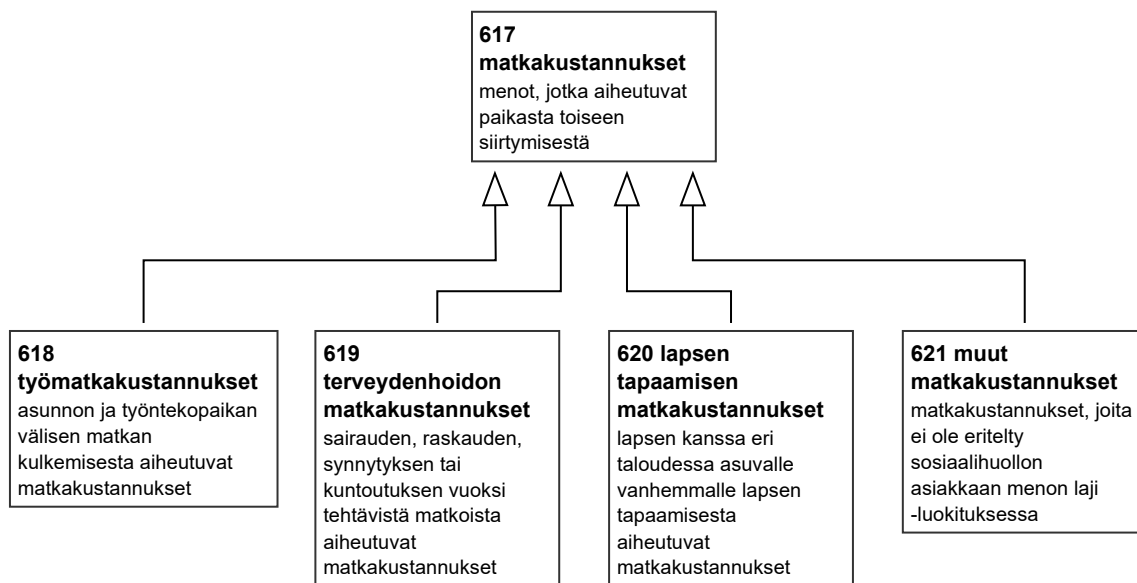 617
matkakustannukset
menot, jotka aiheutuvat
paikasta toiseen
siirtymisestä
618
työmatkakustannukset
asunnon ja työntekopaikan
välisen matkan
kulkemisesta aiheutuvat
matkakustannukset
619
terveydenhoidon
matkakustannukset
sairauden, raskauden,
synnytyksen tai
kuntoutuksen vuoksi
tehtävistä matkoista
aiheutuvat
matkakustannukset
620 lapsen
tapaamisen
matkakustannukset
lapsen kanssa eri
taloudessa asuvalle
vanhemmalle lapsen
tapaamisesta
aiheutuvat
matkakustannukset
621 muut
matkakustannukset
matkakustannukset, joita
ei ole eritelty
sosiaalihuollon
asiakkaan menon laji
-luokituksessa